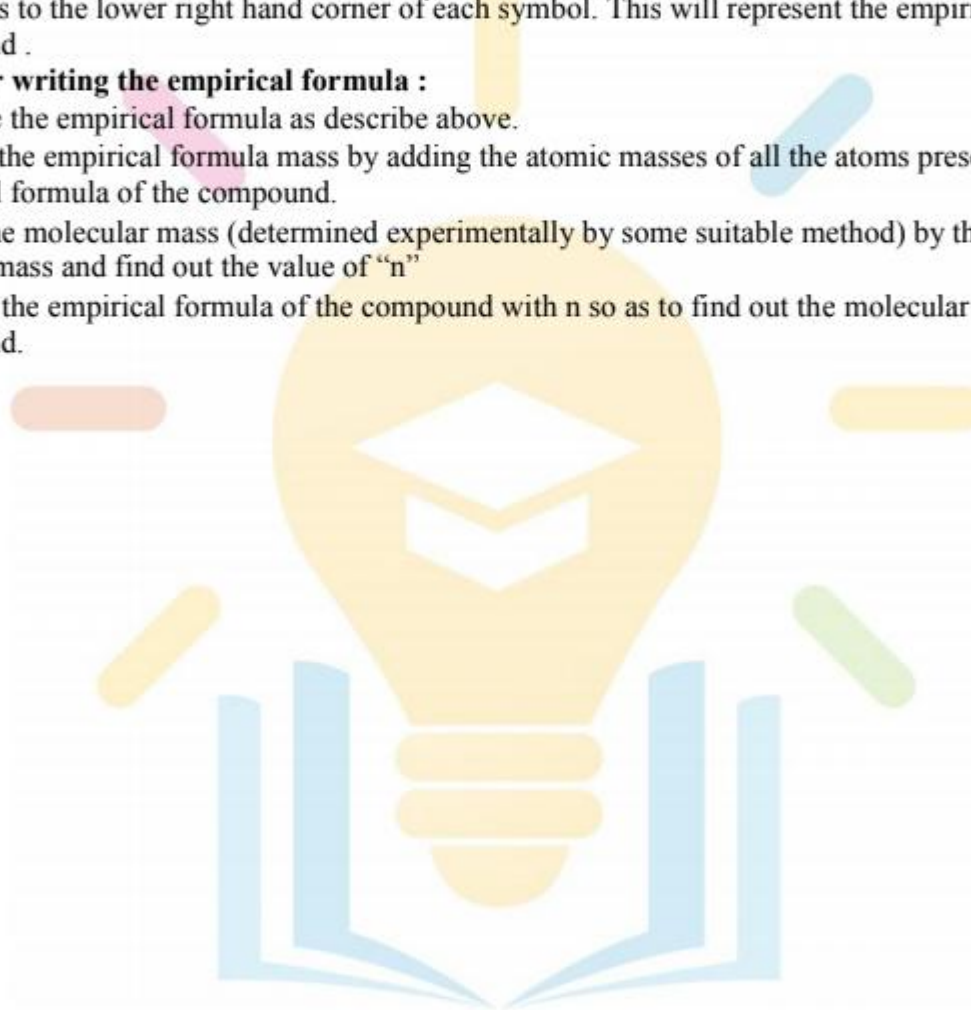 s to the lower right hand corner of each symbol. This will represent the empiri
d .
r writing the empirical formula :
e the empirical formula as describe above.
the empirical formula mass by adding the atomic masses of all the atoms pres
l formula of the compound.
ne molecular mass (determined experimentally by some suitable method) by th
mass and find out the value of “n”
the empirical formula of the compound with n so as to find out the molecular
d.